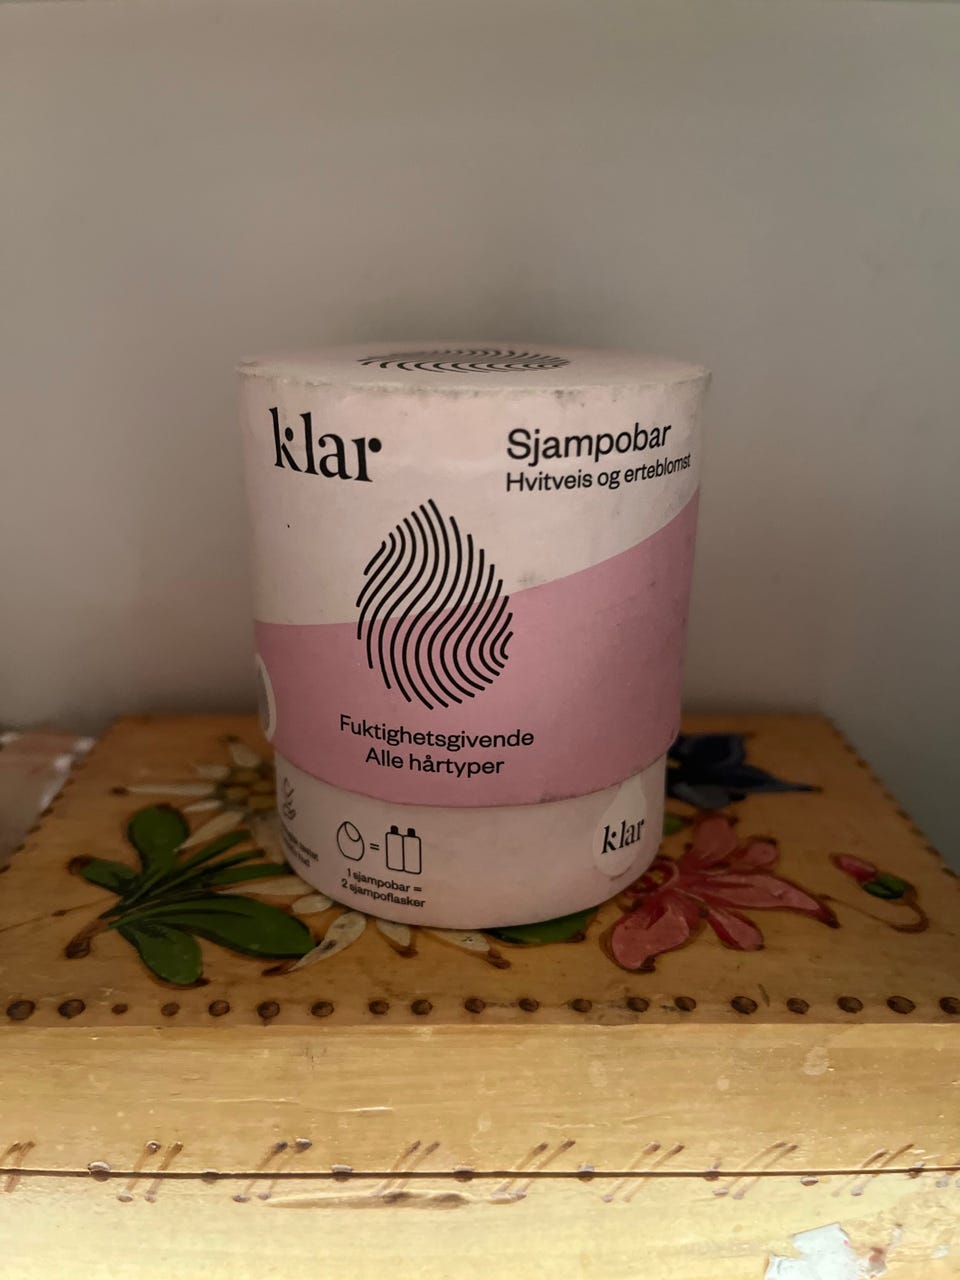 klar
Sjampobar
Hvitveis og erteblomst
Fuktighetsgivende
Alle hårtyper
=
1 sjampobar =
2 sjampoflasker
klar